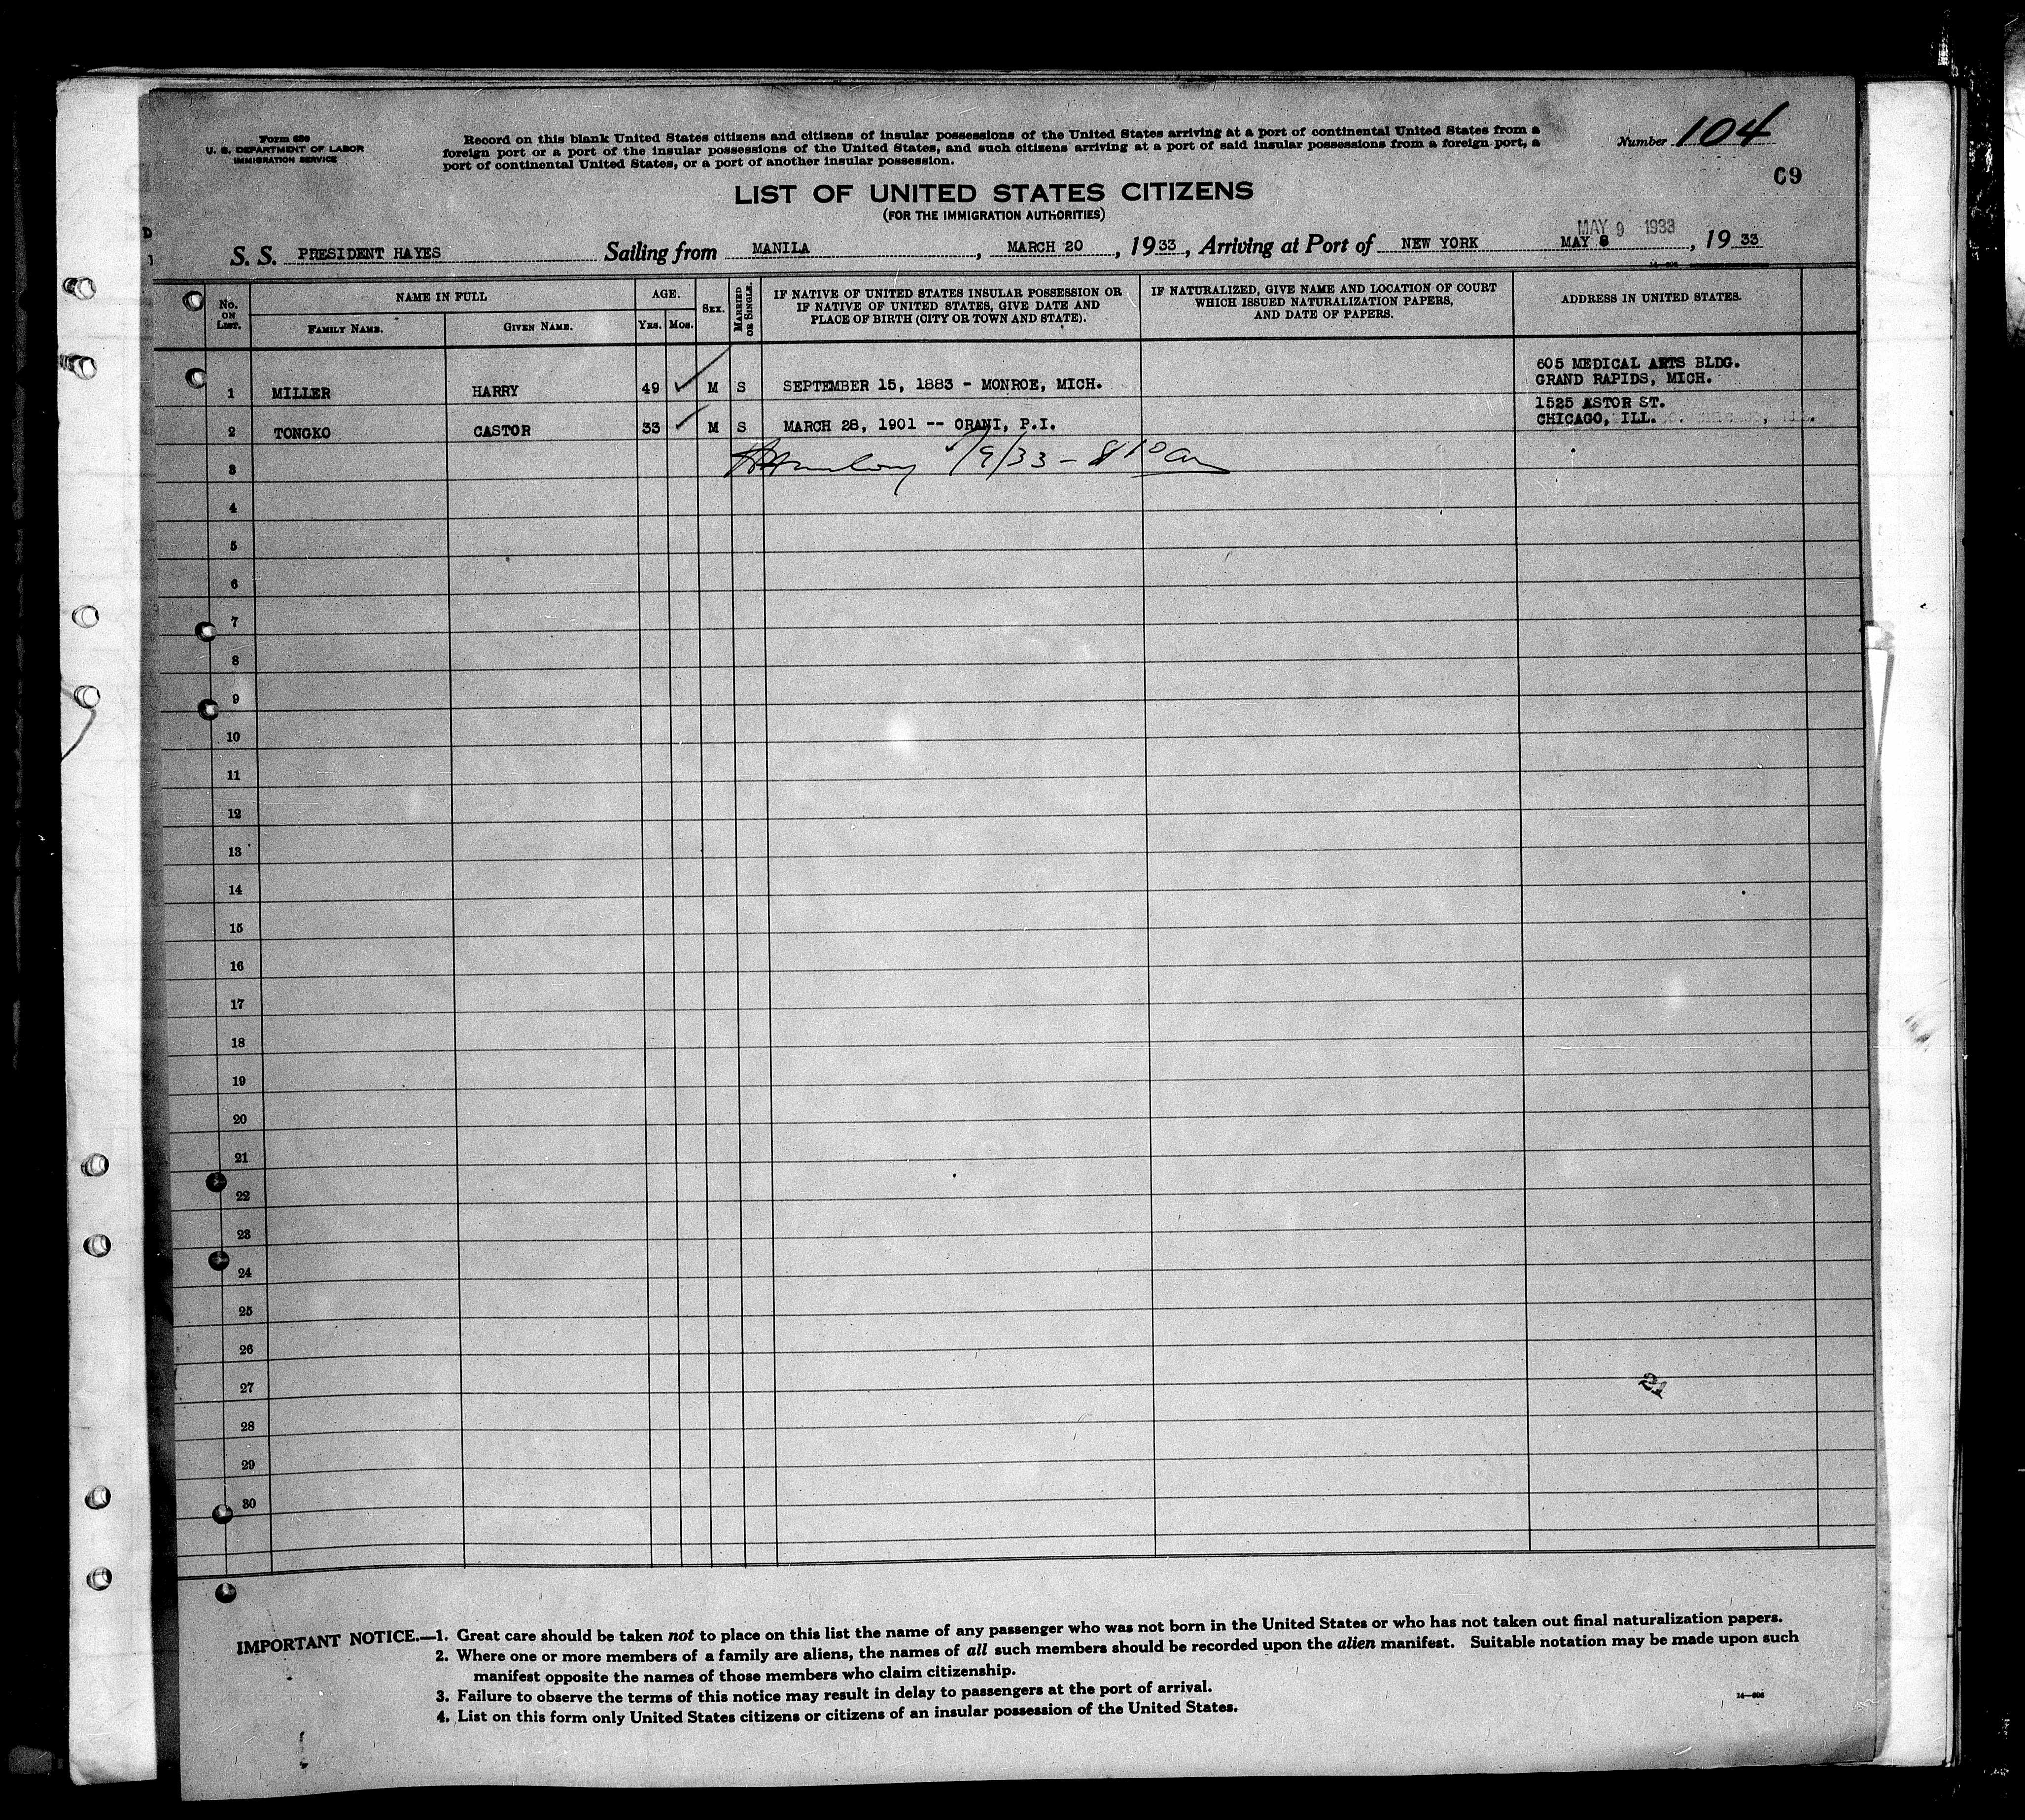 Form 630
U. S. DEPARTMENT OF LABOR
IMMIGRATION SERVICE
Record on this blank United States citizens and citizens of insular possessions of the United States arriving at a port of continental United States from a
foreign port or a port of the insular possessions of the United States, and such citizens arriving at a port of said insular possessions from a foreign port, a
port of continental United States, or a port of another insular possession.
Number 104
69
LIST OF UNITED STATES CITIZENS
(FOR THE IMMIGRATION AUTHORITIES)
MAY 9 1933
S. S. PRESIDENT HAYES Sailing from MANILA, MARCH 20, 1933, Arriving at Port of NEW YORK MAY 8, 1933
No. ON LIST. NAME IN FULL AGE. SEX. MARRIED OR SINGLE. IF NATIVE OF UNITED STATES INSULAR POSSESSION OR IF NATIVE OF UNITED STATES, GIVE DATE AND PLACE OF BIRTH (CITY OR TOWN AND STATE). IF NATURALIZED, GIVE NAME AND LOCATION OF COURT WHICH ISSUED NATURALIZATION PAPERS, AND DATE OF PAPERS. ADDRESS IN UNITED STATES.
FAMILY NAME. GIVEN NAME. YRS. MOS.
605 MEDICAL ARTS BLDG.
1 MILLER HARRY 49 ✓ M S SEPTEMBER 15, 1883 - MONROE, MICH. GRAND RAPIDS, MICH.
1525 ASTOR ST.
2 TONGKO CASTOR 33 ✓ M S MARCH 28, 1901 -- ORANI, P.I. CHICAGO, ILL.
3 5/9/33 - 8 10 am
4
5
6
7
8
9
10
11
12
13
14
15
16
17
18
19
20
21
22
23
24
25
26
27
21
28
29
30
IMPORTANT NOTICE.—1. Great care should be taken not to place on this list the name of any passenger who was not born in the United States or who has not taken out final naturalization papers.
2. Where one or more members of a family are aliens, the names of all such members should be recorded upon the alien manifest. Suitable notation may be made upon such
manifest opposite the names of those members who claim citizenship.
3. Failure to observe the terms of this notice may result in delay to passengers at the port of arrival.
4. List on this form only United States citizens or citizens of an insular possession of the United States.
14—606